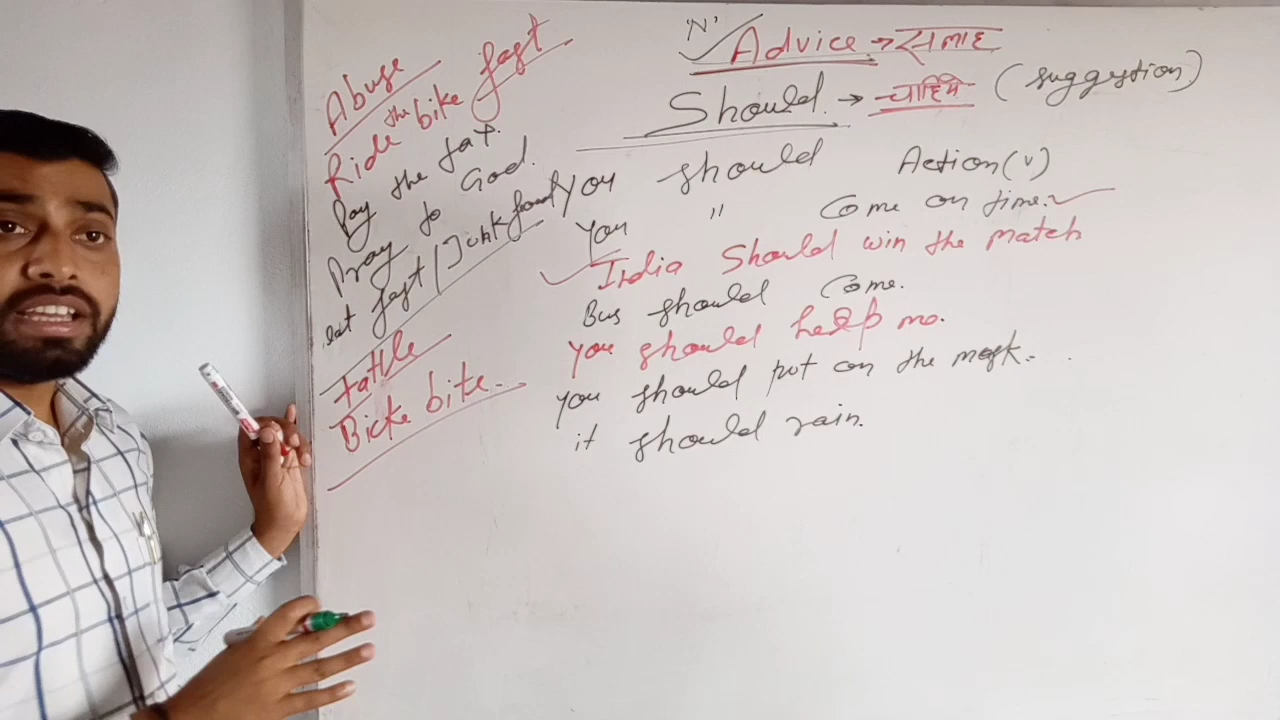 Abuse
Ride the bike fast
Pay the tax.
Pray to God.
eat fast/Junk food
tattle
Bicke bite.
'N'
Advice → सलाह
Should → चाहिये (suggestion)
You should Action(v)
You " Come on time.
India Should win the match
Bus should Come.
you should help me.
you should put on the mask.
it should rain.